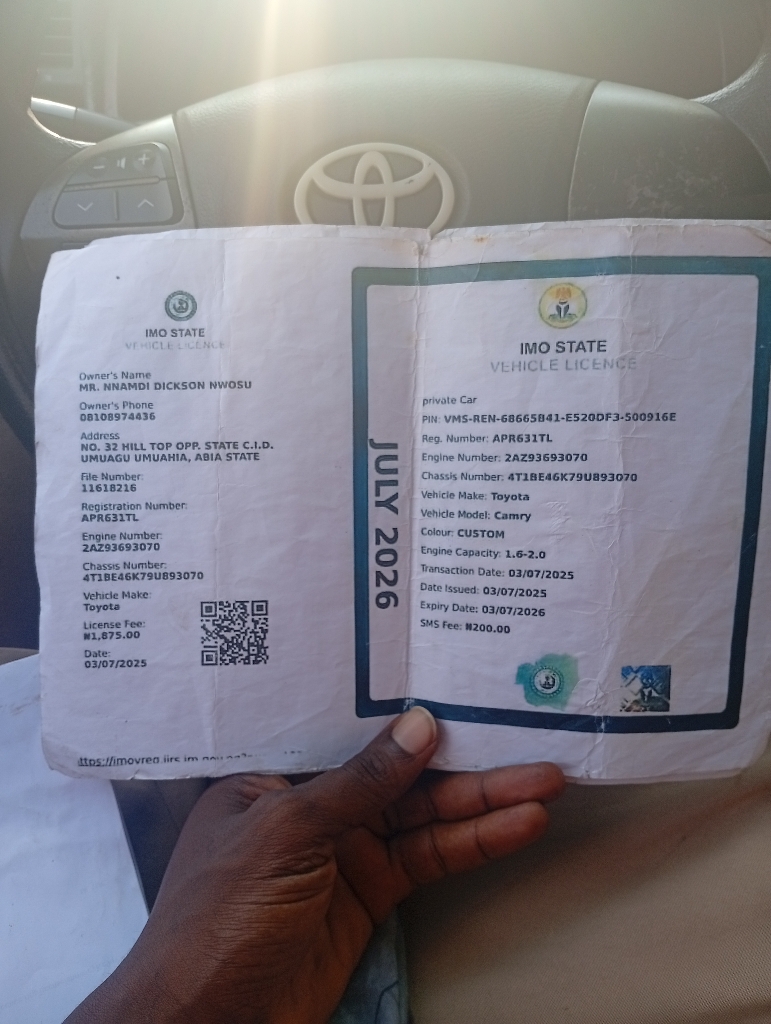 IMO STATE
VEHICLE LICENCE
Owner's Name
MR. NNAMDI DICKSON NWOSU
Owner's Phone
08108974436
Address
NO. 32 HILL TOP OPP. STATE C.I.D.
UMUAGU UMUAHIA, ABIA STATE
File Number:
11618216
Registration Number:
APR631TL
Engine Number:
2AZ93693070
Chassis Number:
4T1BE46K79U893070
Vehicle Make:
Toyota
License Fee:
₦1,875.00
Date:
03/07/2025
JULY 2026
IMO STATE
VEHICLE LICENCE
private Car
PIN: VMS-REN-68665B41-E520DF3-S00916E
Reg. Number: APR631TL
Engine Number: 2AZ93693070
Chassis Number: 4T1BE46K79U893070
Vehicle Make: Toyota
Vehicle Model: Camry
Colour: CUSTOM
Engine Capacity: 1.6-2.0
Transaction Date: 03/07/2025
Date Issued: 03/07/2025
Expiry Date: 03/07/2026
SMS Fee: ₦200.00